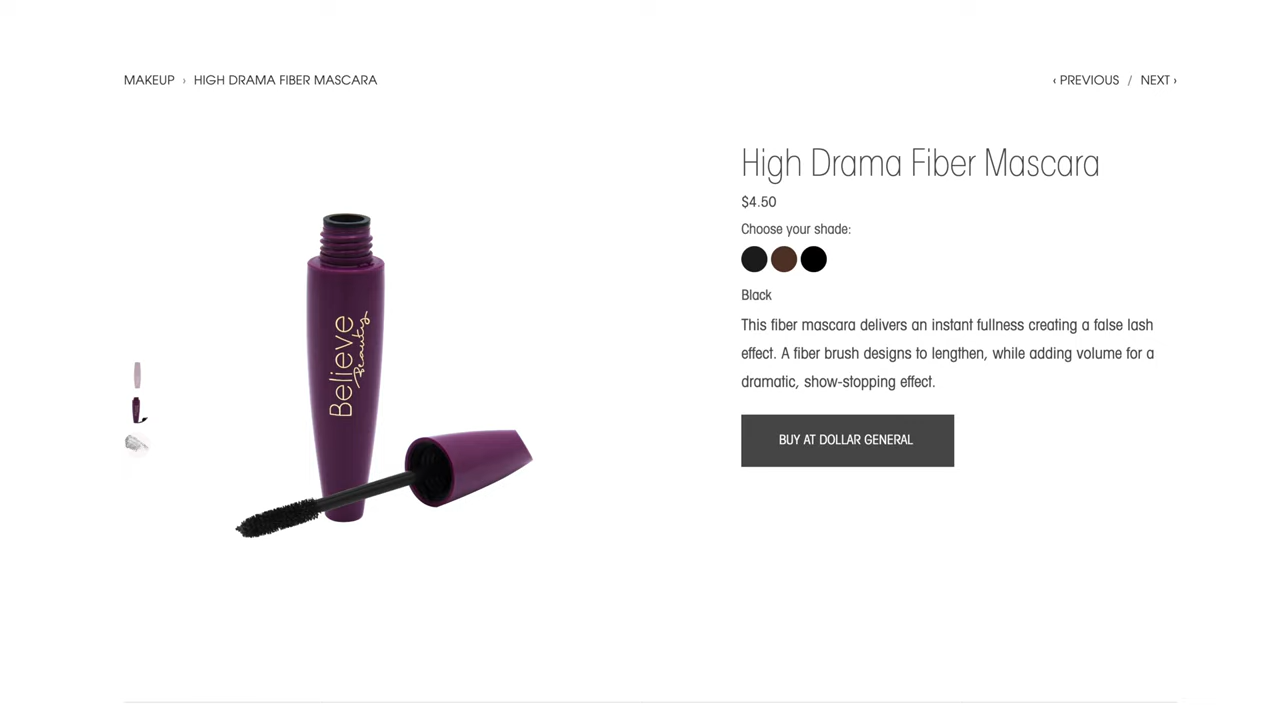 MAKEUP › HIGH DRAMA FIBER MASCARA
‹ PREVIOUS / NEXT ›
High Drama Fiber Mascara
$4.50
Choose your shade:
Black
This fiber mascara delivers an instant fullness creating a false lash
effect. A fiber brush designs to lengthen, while adding volume for a
dramatic, show-stopping effect.
BUY AT DOLLAR GENERAL
Believe
Beauty